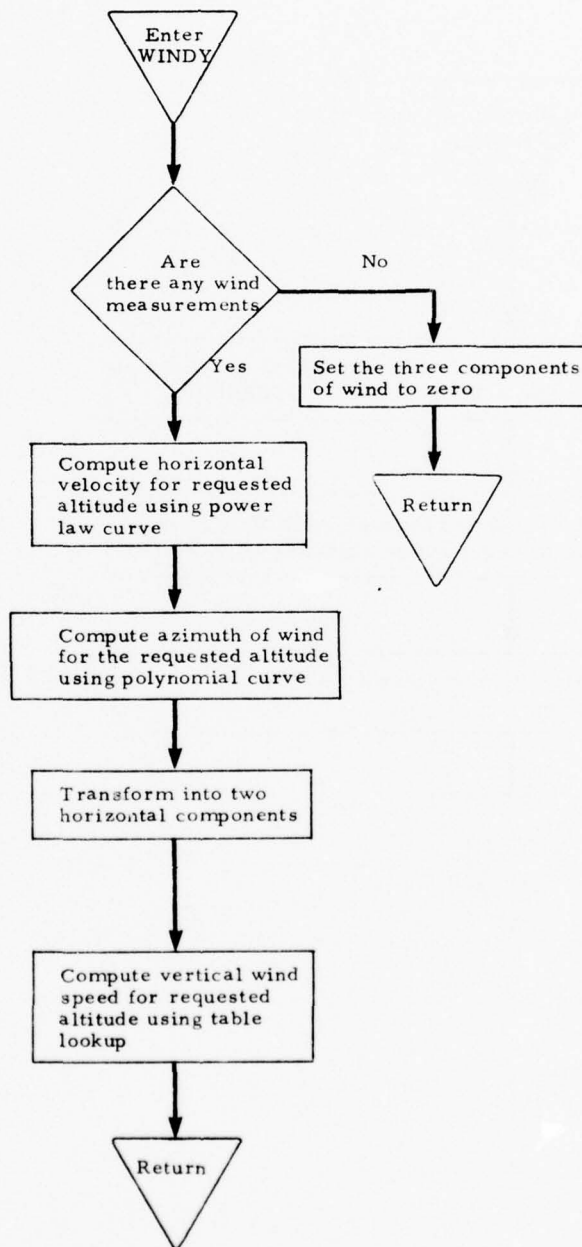 Enter
WINDY
Are
there any wind
measurements
No
Yes
Set the three components
of wind to zero
Return
Compute horizontal
velocity for requested
altitude using power
law curve
Compute azimuth of wind
for the requested altitude
using polynomial curve
Transform into two
horizontal components
Compute vertical wind
speed for requested
altitude using table
lookup
Return